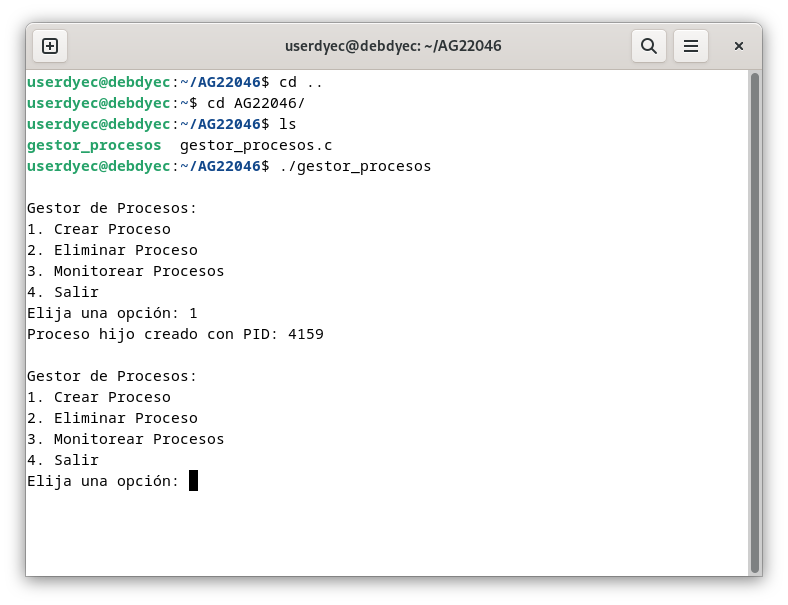 userdyec@debdyec: ~/AG22046
userdyec@debdyec:~/AG22046$ cd ..
userdyec@debdyec:~$ cd AG22046/
userdyec@debdyec:~/AG22046$ ls
gestor_procesos  gestor_procesos.c
userdyec@debdyec:~/AG22046$ ./gestor_procesos
Gestor de Procesos:
1. Crear Proceso
2. Eliminar Proceso
3. Monitorear Procesos
4. Salir
Elija una opción: 1
Proceso hijo creado con PID: 4159
Gestor de Procesos:
1. Crear Proceso
2. Eliminar Proceso
3. Monitorear Procesos
4. Salir
Elija una opción: